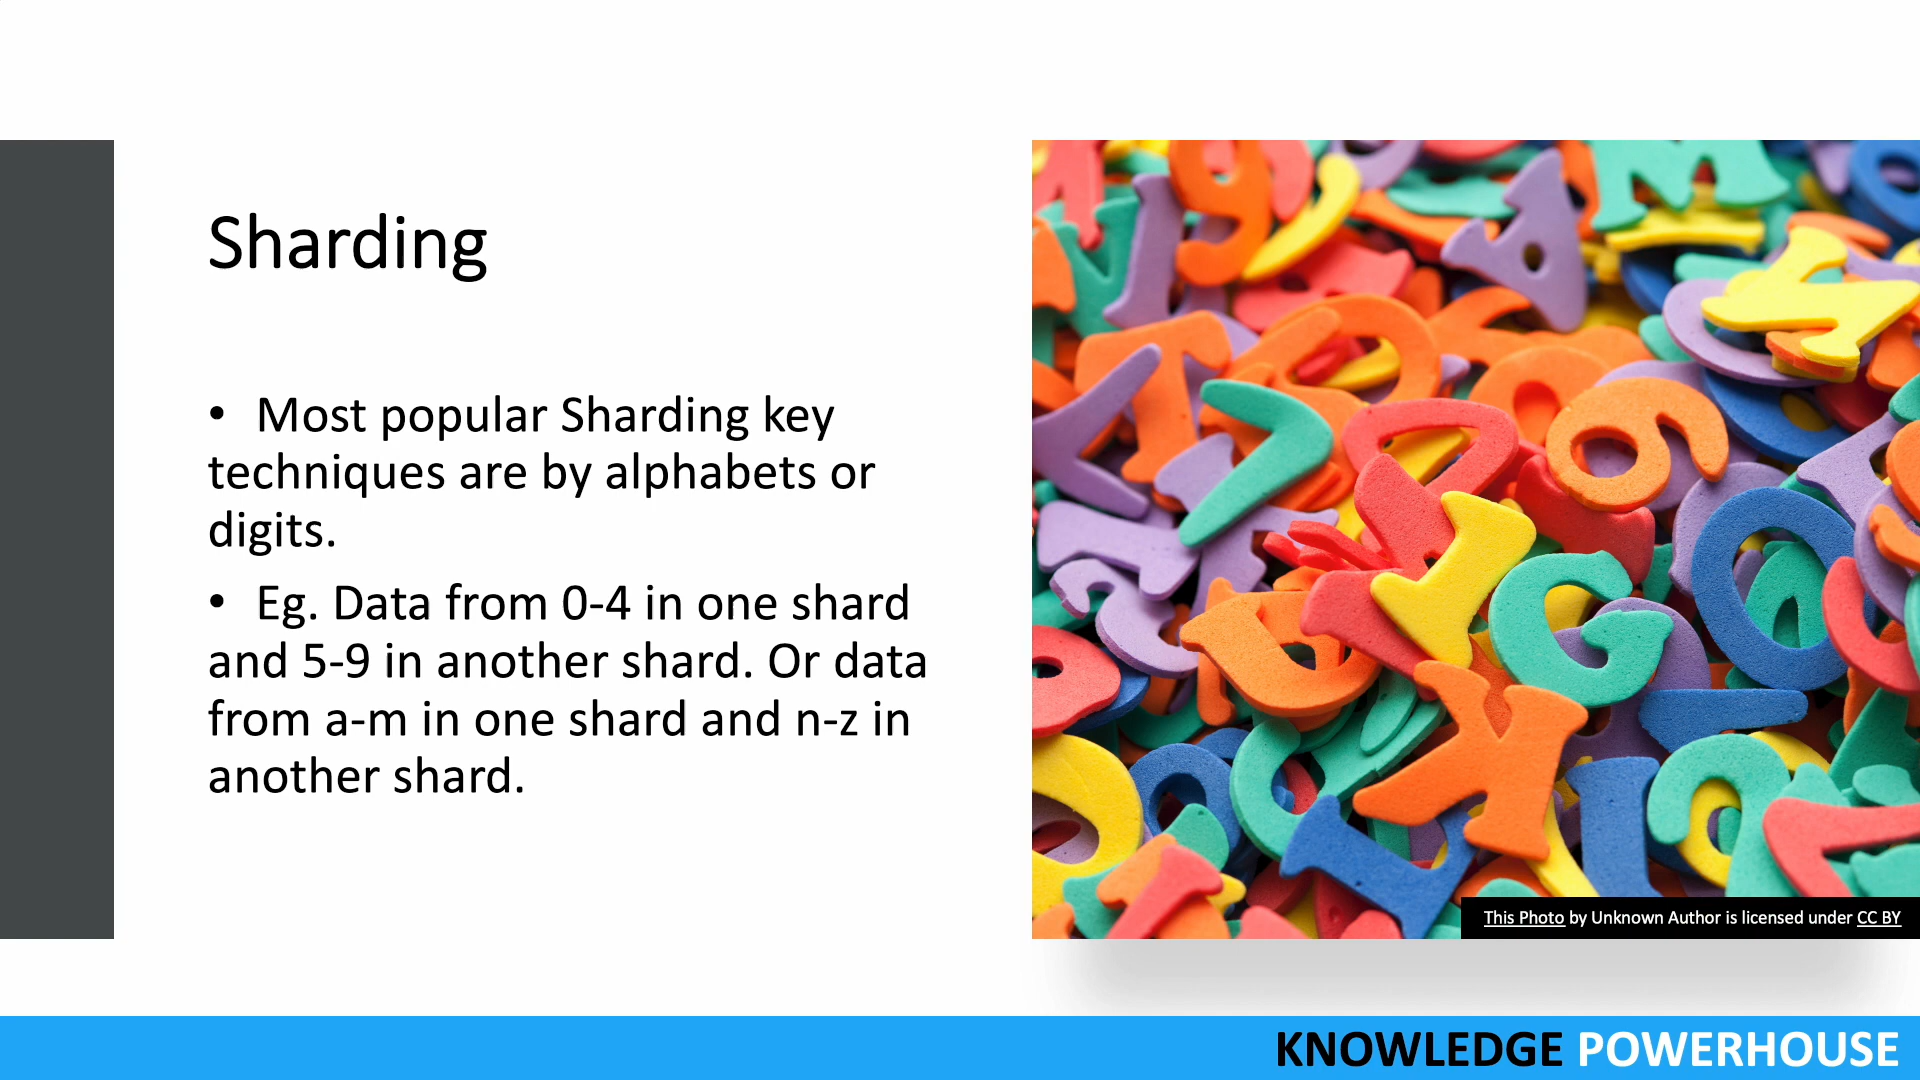 Sharding
• Most popular Sharding key
techniques are by alphabets or
digits.
• Eg. Data from 0-4 in one shard
and 5-9 in another shard. Or data
from a-m in one shard and n-z in
another shard.
This Photo by Unknown Author is licensed under CC BY
KNOWLEDGE POWERHOUSE